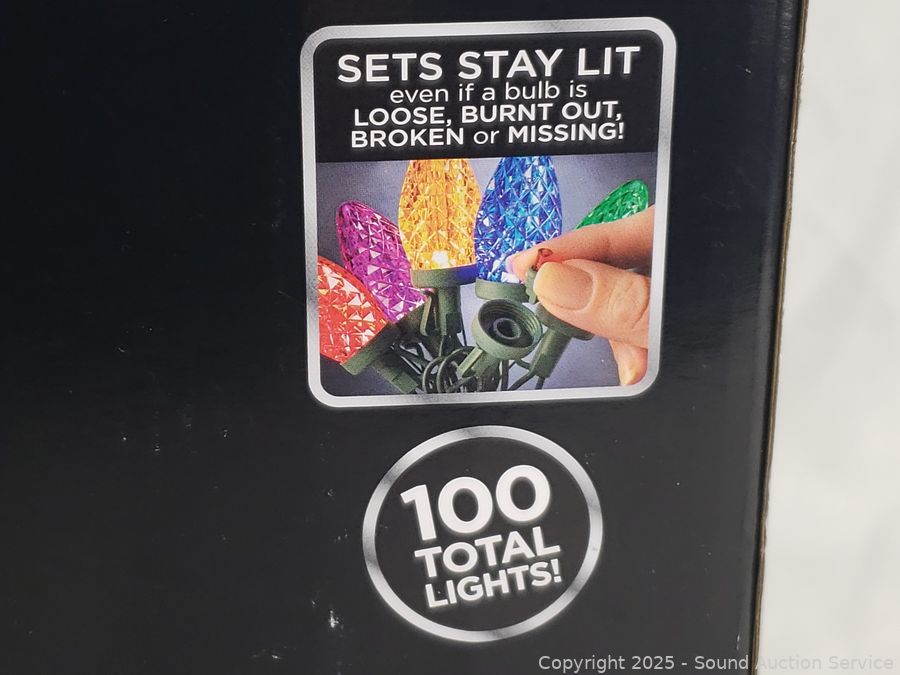 SETS STAY LIT
even if a bulb is
LOOSE, BURNT OUT,
BROKEN or MISSING!
100
TOTAL
LIGHTS!
Copyright 2025 - Sound Auction Service